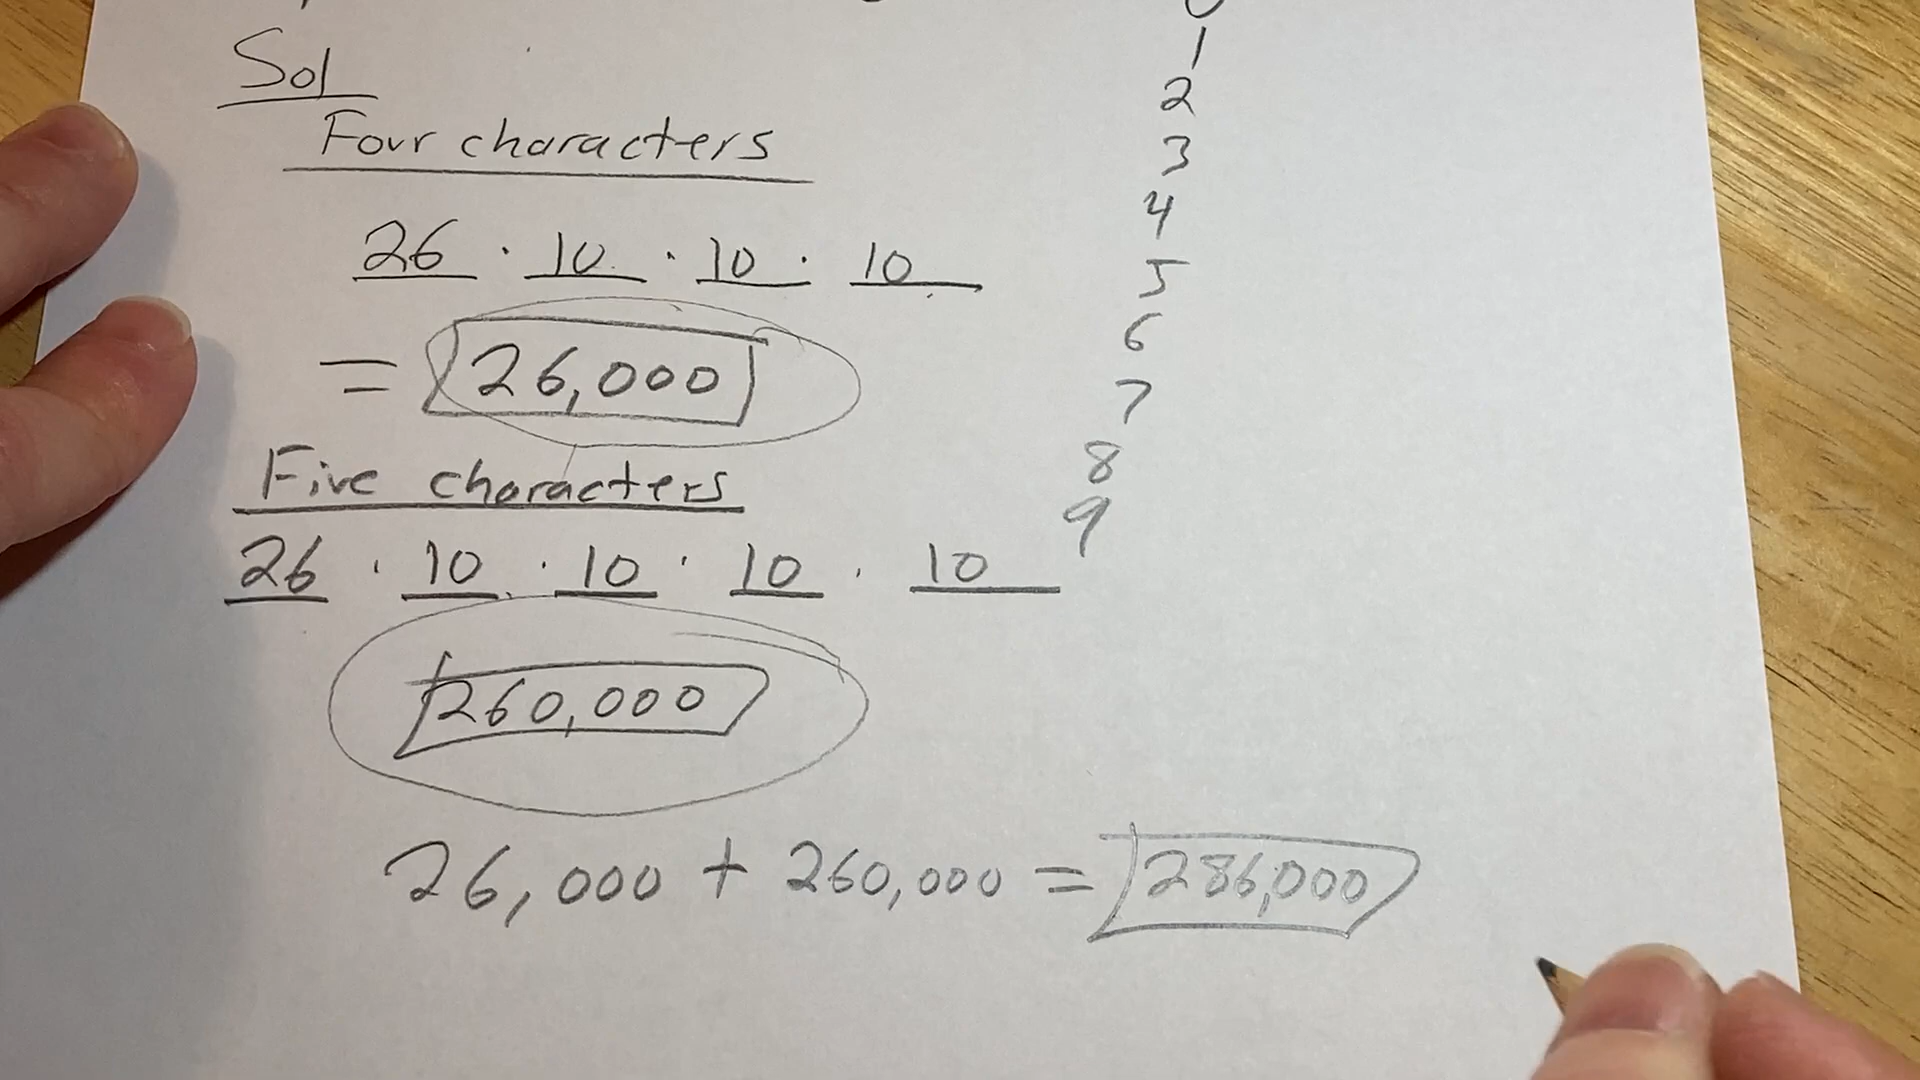 Sol
Four characters
26 · 10 · 10 · 10
= 26,000
Five characters
26 · 10 · 10 · 10 · 10
260,000
26,000 + 260,000 = 286,000
0
1
2
3
4
5
6
7
8
9